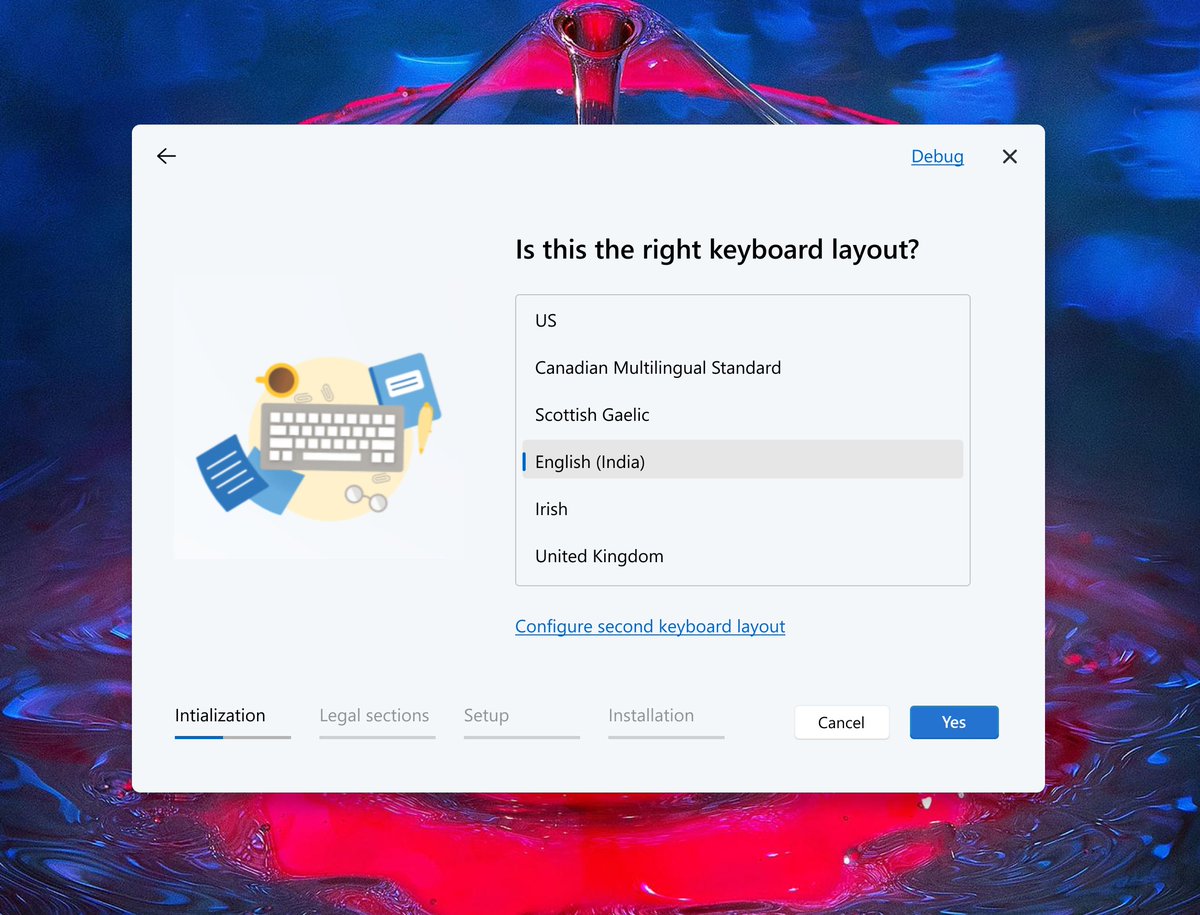 Debug
Is this the right keyboard layout?
US
Canadian Multilingual Standard
Scottish Gaelic
English (India)
Irish
United Kingdom
Configure second keyboard layout
Intialization
Legal sections
Setup
Installation
Cancel
Yes